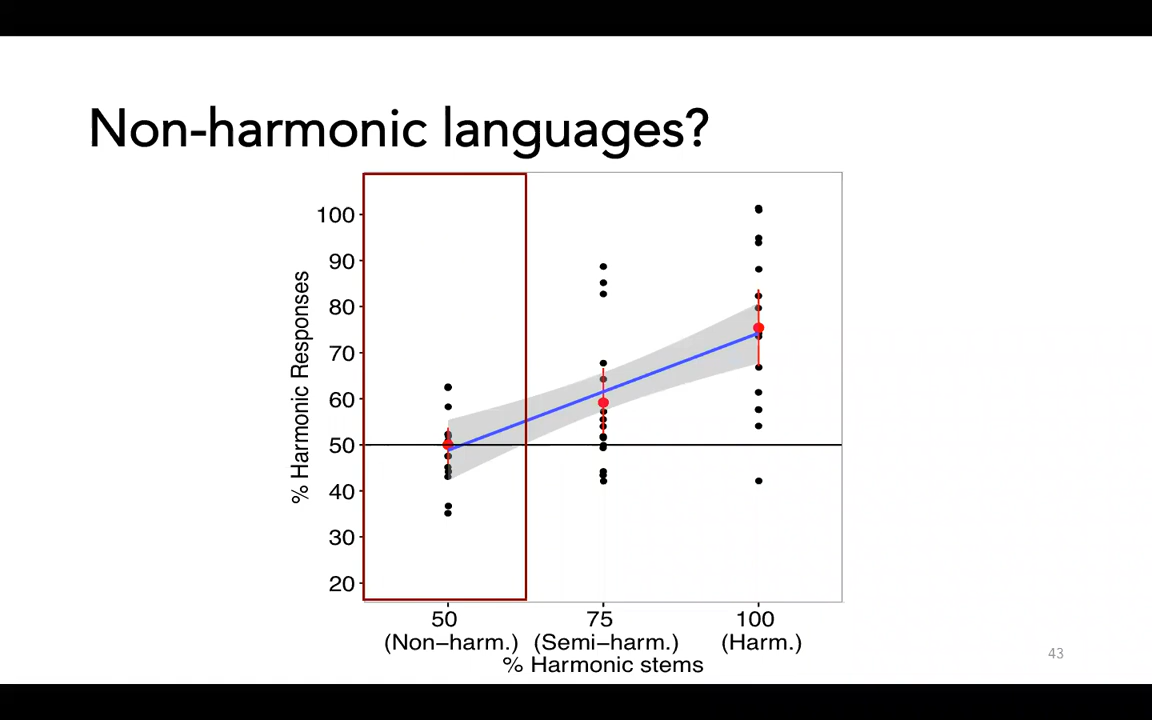 Non-harmonic languages?
% Harmonic Responses
100
90
80
70
60
50
40
30
20
50 75 100
(Non−harm.) (Semi−harm.) (Harm.)
% Harmonic stems
43